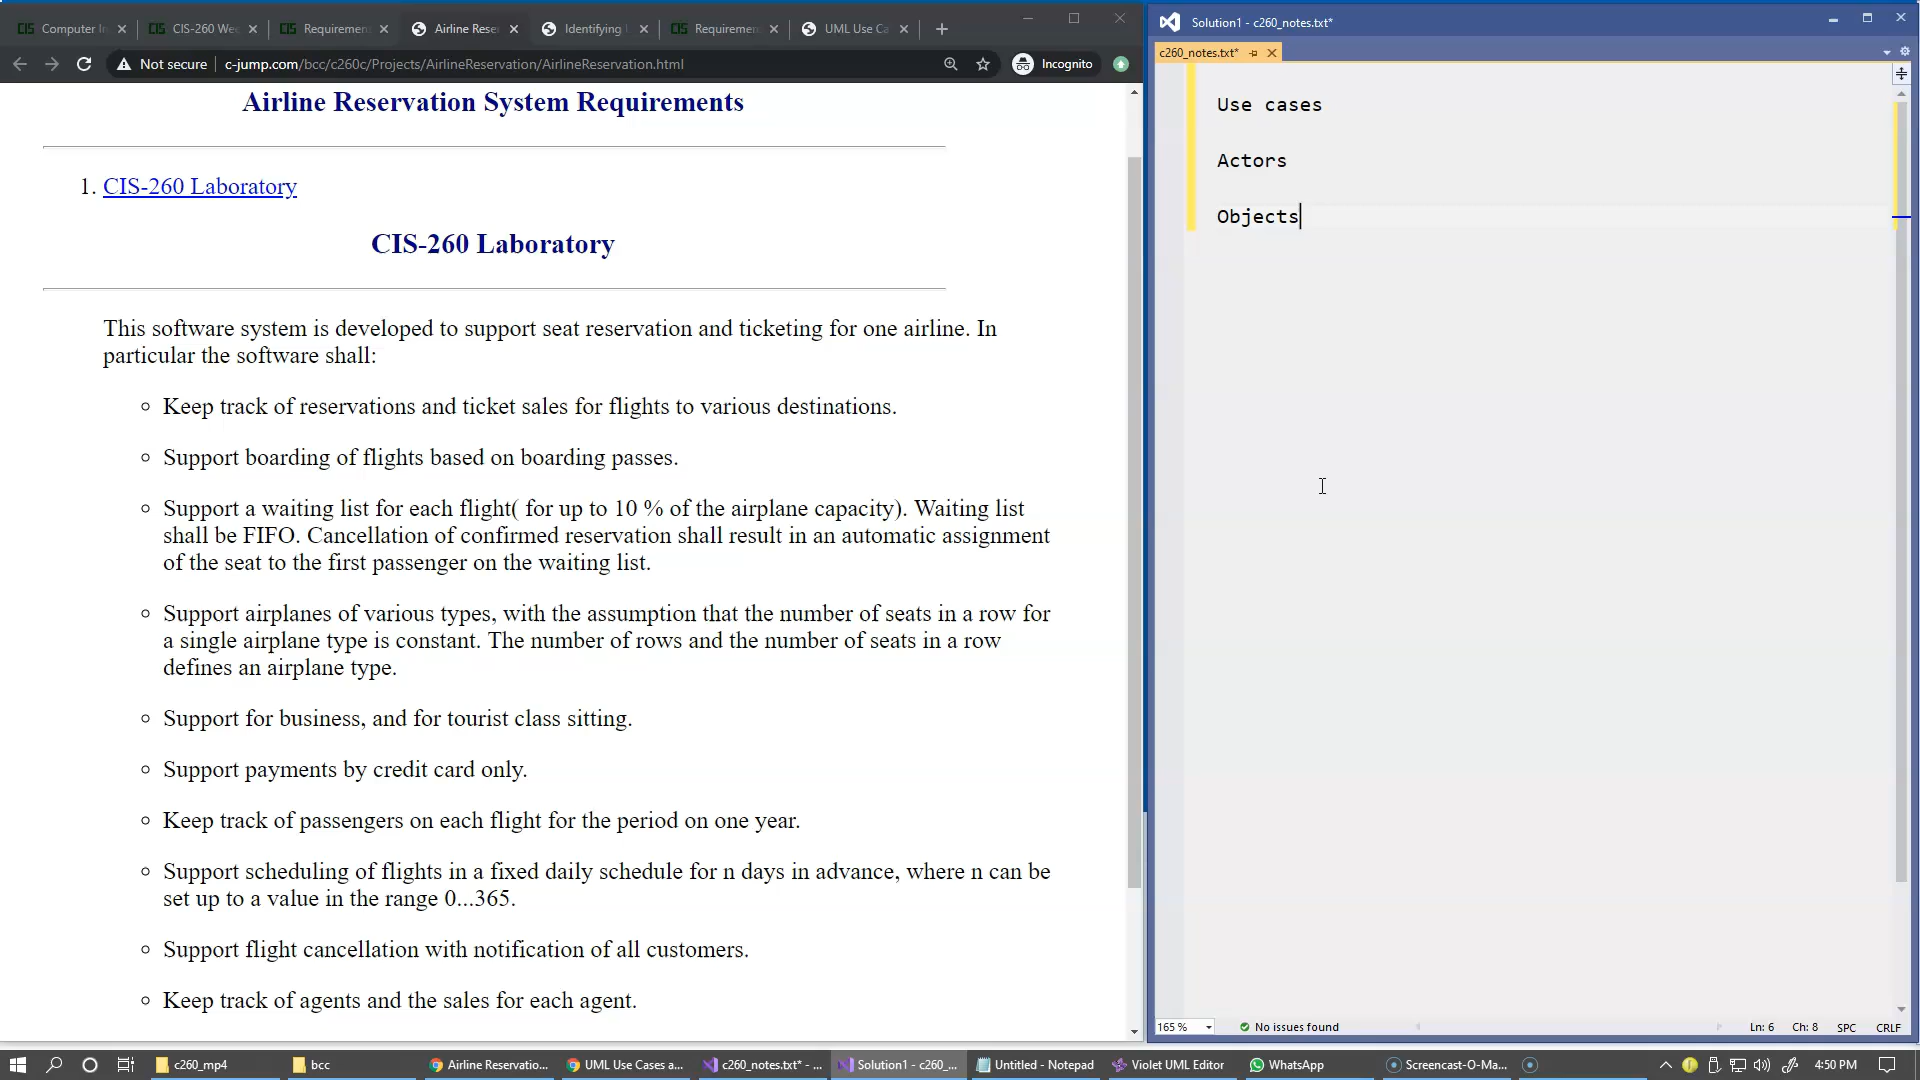 Computer I
CIS-260 We
Requiremen
Airline Rese
Identifying
Requiremen
UML Use Ca
Not secure
c-jump.com/bcc/c260c/Projects/AirlineReservation/AirlineReservation.html
Incognito
Airline Reservation System Requirements
1. CIS-260 Laboratory
CIS-260 Laboratory
This software system is developed to support seat reservation and ticketing for one airline. In
particular the software shall:
Keep track of reservations and ticket sales for flights to various destinations.
Support boarding of flights based on boarding passes.
Support a waiting list for each flight( for up to 10 % of the airplane capacity). Waiting list
shall be FIFO. Cancellation of confirmed reservation shall result in an automatic assignment
of the seat to the first passenger on the waiting list.
Support airplanes of various types, with the assumption that the number of seats in a row for
a single airplane type is constant. The number of rows and the number of seats in a row
defines an airplane type.
Support for business, and for tourist class sitting.
Support payments by credit card only.
Keep track of passengers on each flight for the period on one year.
Support scheduling of flights in a fixed daily schedule for n days in advance, where n can be
set up to a value in the range 0...365.
Support flight cancellation with notification of all customers.
Keep track of agents and the sales for each agent.
Solution1 - c260_notes.txt*
c260_notes.txt*
Use cases
Actors
Objects
165 %
No issues found
Ln: 6 Ch: 8 SPC CRLF
c260_mp4
bcc
Airline Reservatio...
UML Use Cases a...
c260_notes.txt* - ...
Solution1 - c260_...
Untitled - Notepad
Violet UML Editor
WhatsApp
Screencast-O-Ma...
4:50 PM